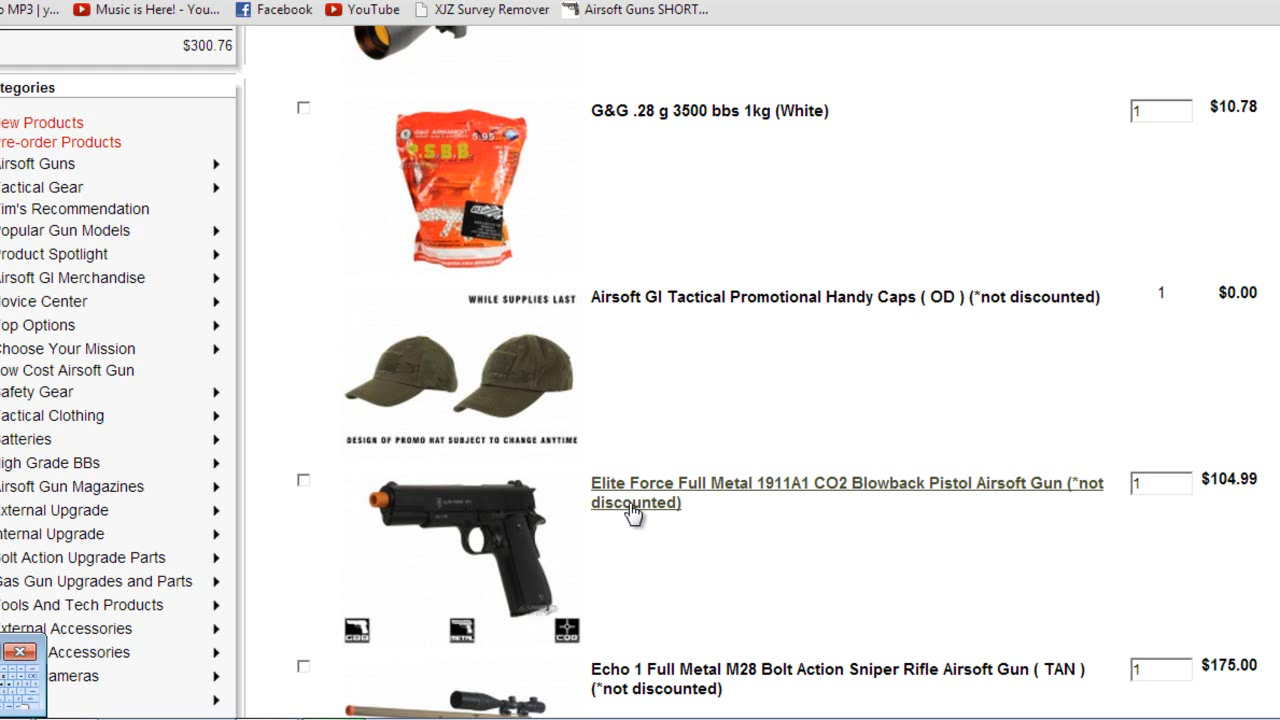 o MP3 | y... Music is Here! - You... Facebook YouTube XJZ Survey Remover Airsoft Guns SHORT...
$300.76
tegories
ew Products
re-order Products
irsoft Guns
actical Gear
im's Recommendation
opular Gun Models
roduct Spotlight
irsoft GI Merchandise
ovice Center
op Options
hoose Your Mission
ow Cost Airsoft Gun
afety Gear
actical Clothing
atteries
igh Grade BBs
irsoft Gun Magazines
xternal Upgrade
nternal Upgrade
olt Action Upgrade Parts
as Gun Upgrades and Parts
ools And Tech Products
xternal Accessories
Accessories
ameras
G&G .28 g 3500 bbs 1kg (White) 1 $10.78
G&G ARMAMENT
P.S.B.B.
Airsoft GI Tactical Promotional Handy Caps ( OD ) (*not discounted) 1 $0.00
WHILE SUPPLIES LAST
DESIGN OF PROMO HAT SUBJECT TO CHANGE ANYTIME
Elite Force Full Metal 1911A1 CO2 Blowback Pistol Airsoft Gun (*not
discounted)
1 $104.99
GBB METAL CO2
Echo 1 Full Metal M28 Bolt Action Sniper Rifle Airsoft Gun ( TAN )
(*not discounted)
1 $175.00